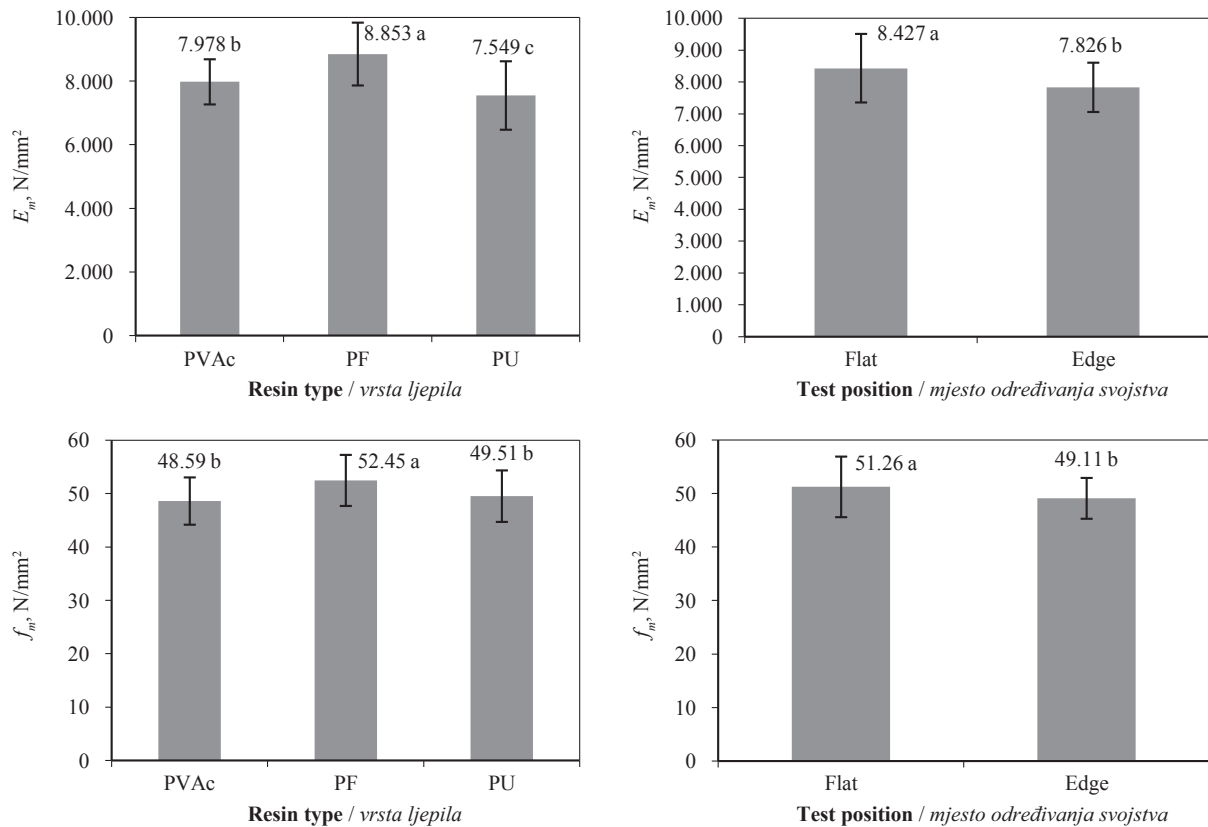 10.000
8.000
6.000
4.000
2.000
0
E_m, N/mm²
7.978 b
8.853 a
7.549 c
PVAc
PF
PU
Resin type / vrsta ljepila
10.000
9.000
8.000
7.000
6.000
5.000
4.000
3.000
2.000
1.000
0
E_m, N/mm²
8.427 a
7.826 b
Flat
Edge
Test position / mjesto određivanja svojstva
60
50
40
30
20
10
0
f_m, N/mm²
48.59 b
52.45 a
49.51 b
PVAc
PF
PU
Resin type / vrsta ljepila
60
50
40
30
20
10
0
f_m, N/mm²
51.26 a
49.11 b
Flat
Edge
Test position / mjesto određivanja svojstva